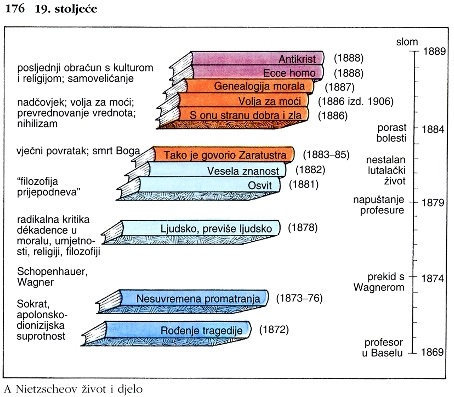 176 19. stoljeće
posljednji obračun s kulturom
i religijom; samoveličanje
nadčovjek; volja za moći;
prevrednovanje vrednota;
nihilizam
vječni povratak; smrt Boga
"filozofija
prijepodneva"
radikalna kritika
dékadence u
moralu, umjetno-
sti, religiji, filozofiji
Schopenhauer,
Wagner
Sokrat,
apolonsko-
dionizijska
suprotnost
Antikrist (1888)
Ecce homo (1888)
Genealogija morala (1887)
Volja za moći (1886 izd. 1906)
S onu stranu dobra i zla (1886)
Tako je govorio Zaratustra (1883–85)
Vesela znanost (1882)
Osvit (1881)
Ljudsko, previše ljudsko (1878)
Nesuvremena promatranja (1873–76)
Rođenje tragedije (1872)
slom
1889
1884
porast
bolesti
nestalan
lutalački
život
napuštanje
profesure
1879
1874
prekid s
Wagnerom
profesor
u Baselu
1869
A Nietzscheov život i djelo